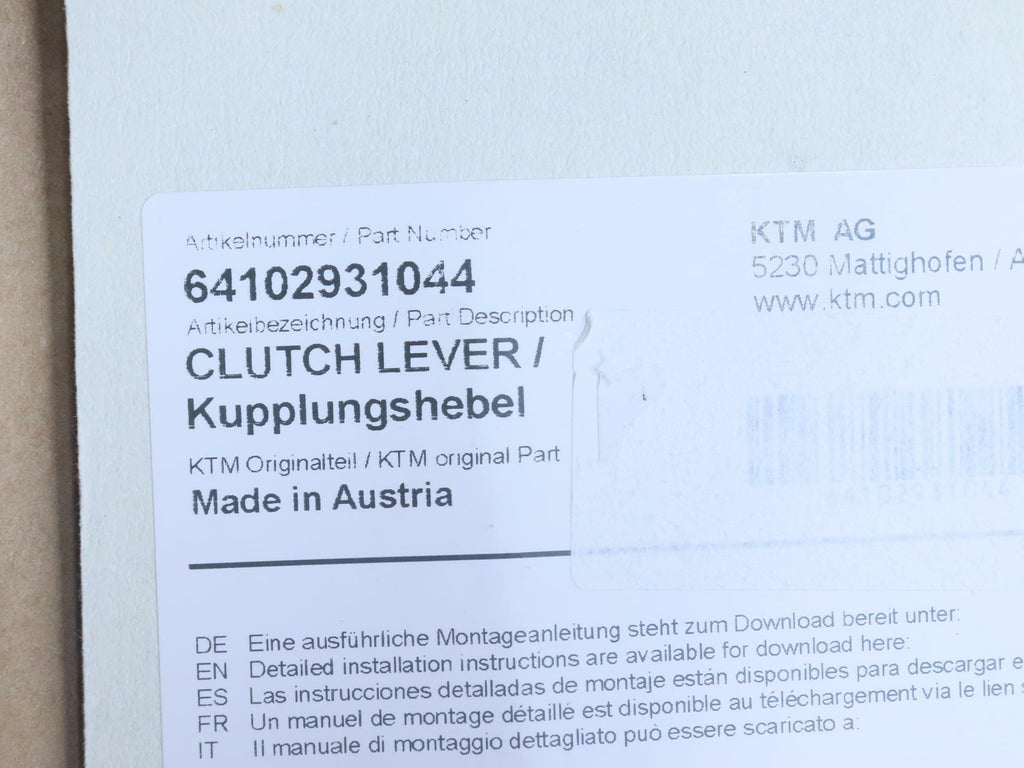 Artikelnummer / Part Number
64102931044
Artikelbezeichnung / Part Description
CLUTCH LEVER /
Kupplungshebel
KTM Originalteil / KTM original Part
Made in Austria
KTM AG
5230 Mattighofen / A
www.ktm.com
64102931044
DE Eine ausführliche Montageanleitung steht zum Download bereit unter:
EN Detailed installation instructions are available for download here:
ES Las instrucciones detalladas de montaje están disponibles para descargar e
FR Un manuel de montage détaillé est disponible au téléchargement via le lien s
IT Il manuale di montaggio dettagliato può essere scaricato a: